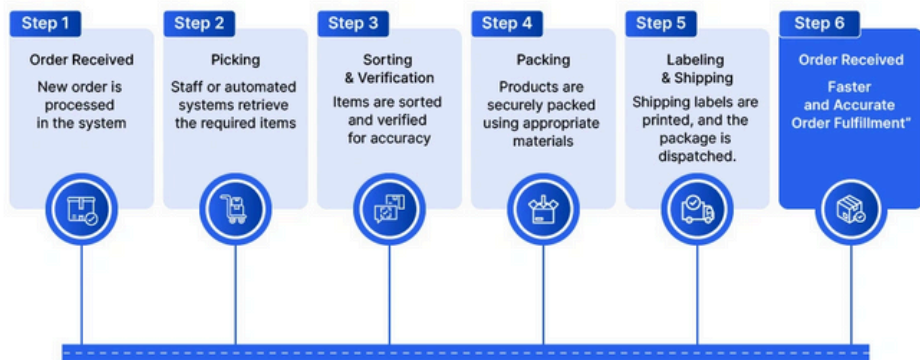 Step 1
Order Received
New order is
processed
in the system
Step 2
Picking
Staff or automated
systems retrieve
the required items
Step 3
Sorting
& Verification
Items are sorted
and verified
for accuracy
Step 4
Packing
Products are
securely packed
using appropriate
materials
Step 5
Labeling
& Shipping
Shipping labels are
printed, and the
package is
dispatched.
Step 6
Order Received
Faster
and Accurate
Order Fulfillment"